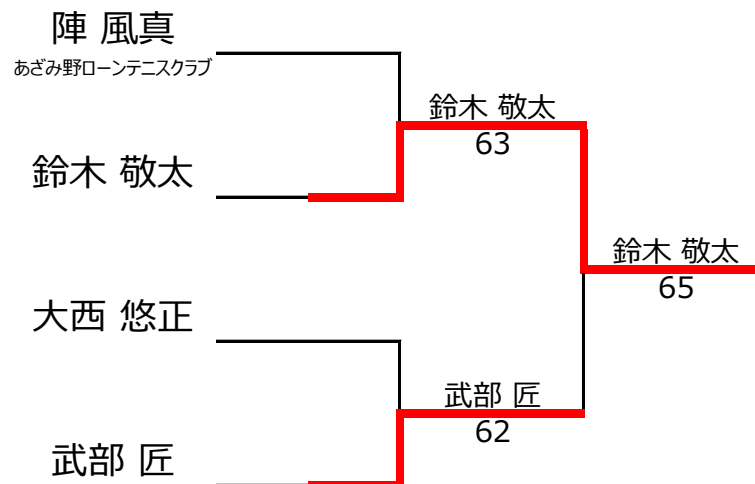 陣 風真
あざみ野ローンテニスクラブ
鈴木 敬太
63
鈴木 敬太
鈴木 敬太
65
大西 悠正
武部 匠
62
武部 匠